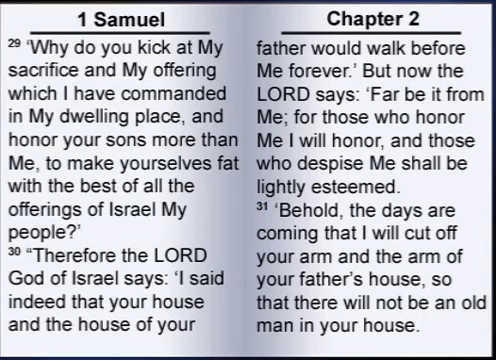 1 Samuel
29 ‘Why do you kick at My
sacrifice and My offering
which I have commanded
in My dwelling place, and
honor your sons more than
Me, to make yourselves fat
with the best of all the
offerings of Israel My
people?’
30 “Therefore the LORD
God of Israel says: ‘I said
indeed that your house
and the house of your
Chapter 2
father would walk before
Me forever.’ But now the
LORD says: ‘Far be it from
Me; for those who honor
Me I will honor, and those
who despise Me shall be
lightly esteemed.
31 ‘Behold, the days are
coming that I will cut off
your arm and the arm of
your father’s house, so
that there will not be an old
man in your house.